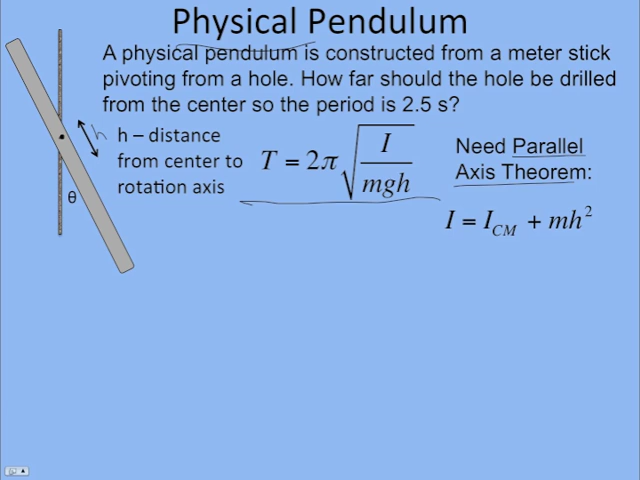 Physical Pendulum
A physical pendulum is constructed from a meter stick
pivoting from a hole. How far should the hole be drilled
from the center so the period is 2.5 s?
h – distance
from center to
rotation axis
h
θ
T = 2π√(I/mgh)
Need Parallel
Axis Theorem:
I = I_CM + mh²